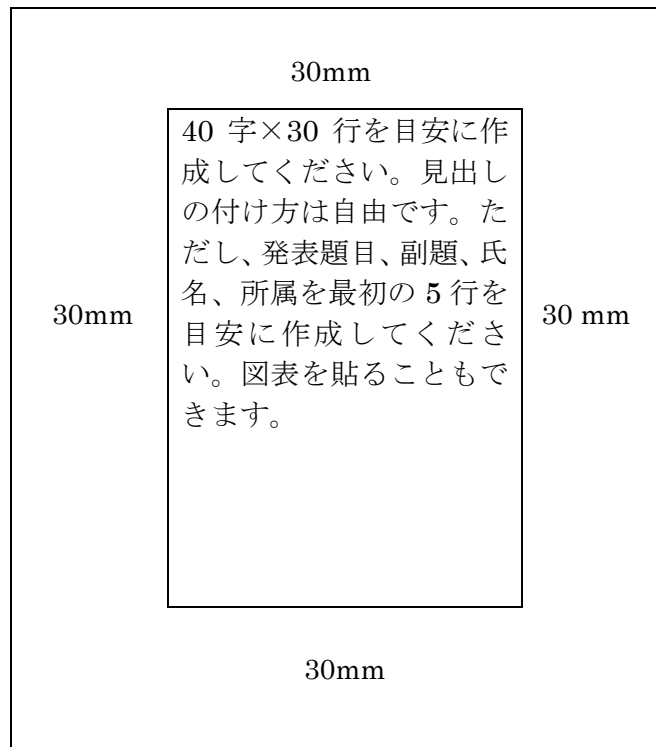 30mm
40 字×30 行を目安に作
成してください。見出し
の付け方は自由です。た
だし、発表題目、副題、氏
名、所属を最初の 5 行を
目安に作成してくださ
い。図表を貼ることもで
きます。
30mm
30 mm
30mm